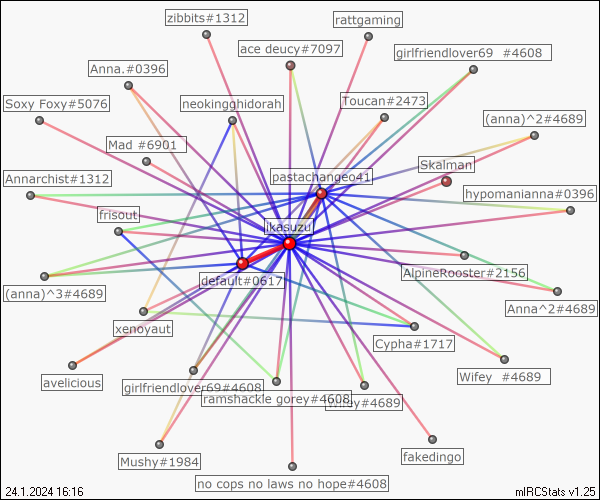 zibbits#1312
rattgaming
ace deucy#7097
girlfriendlover69 #4608
Anna.#0396
Soxy Foxy#5076
neokingghidorah
Toucan#2473
(anna)^2#4689
Mad #6901
Skalman
Annarchist#1312
pastachangeo41
hypomanianna#0396
frisout
ikasuzu
default#0617
AlpineRooster#2156
(anna)^3#4689
Anna^2#4689
xenovaut
Cypha#1717
avelicious
girlfriendlover69#4608
Wifey #4689
ramshackle gorey#4608
Wifey#4689
Mushy#1984
fakedingo
no cops no laws no hope#4608
24.1.2024 16:16
mIRCStats v1.25